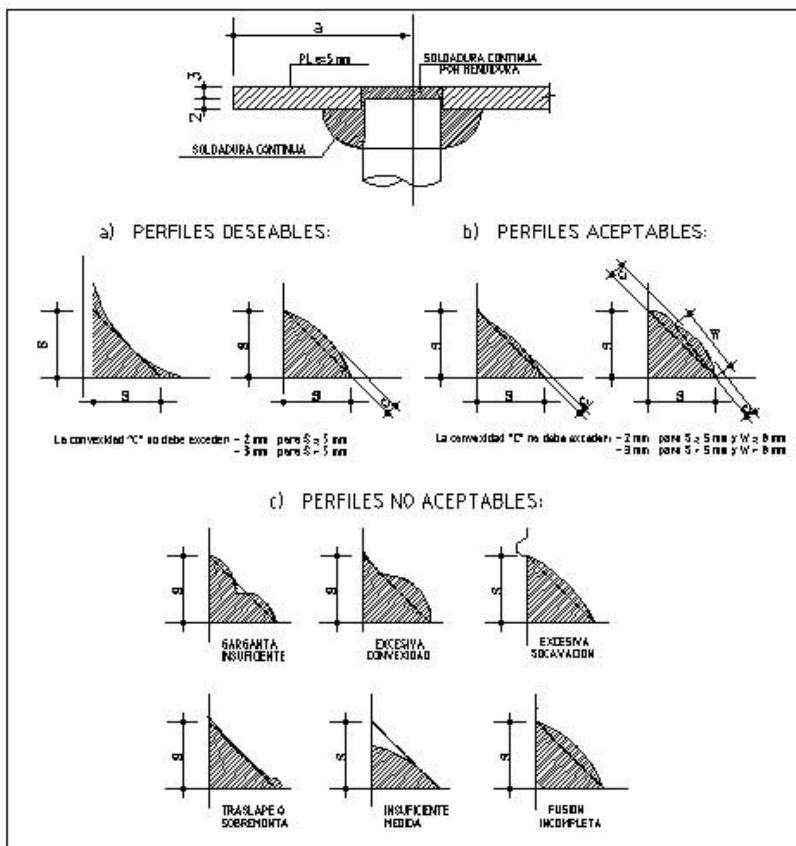 a
PL e=5 mm
SOLDADURA CONTINUA
POR HENDIDURA
3
2
SOLDADURA CONTINUA
a) PERFILES DESEABLES:
b) PERFILES ACEPTABLES:
S
S
S
S
C
S
S
C
C
S
S
W
C
La convexidad "C" no debe exceder: - 2 mm para S ≥ 5 mm
- 3 mm para S < 5 mm
La convexidad "C" no debe exceder: - 2 mm para S ≥ 5 mm y W ≥ 8 mm
- 3 mm para S < 5 mm y W < 8 mm
c) PERFILES NO ACEPTABLES:
S
S
S
GARGANTA
INSUFICIENTE
EXCESIVA
CONVEXIDAD
EXCESIVA
SOCAVACION
S
S
S
TRASLAPE O
SOBREMONTA
INSUFICIENTE
MEDIDA
FUSION
INCOMPLETA